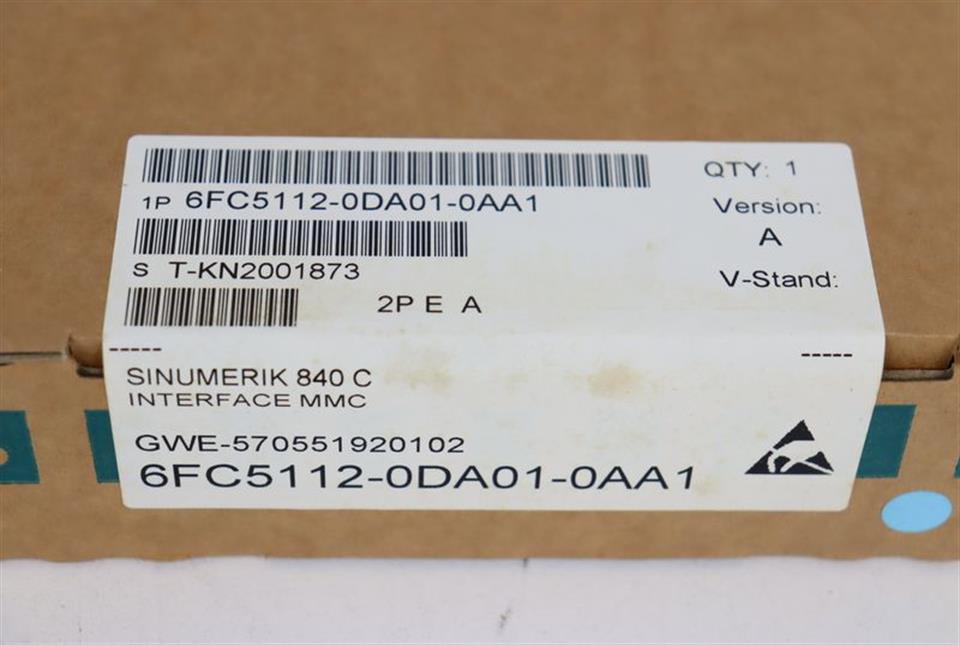 QTY: 1
1P 6FC5112-0DA01-0AA1
Version:
A
S T-KN2001873
V-Stand:
2P E A
-----
-----
SINUMERIK 840 C
INTERFACE MMC
GWE-570551920102
6FC5112-0DA01-0AA1